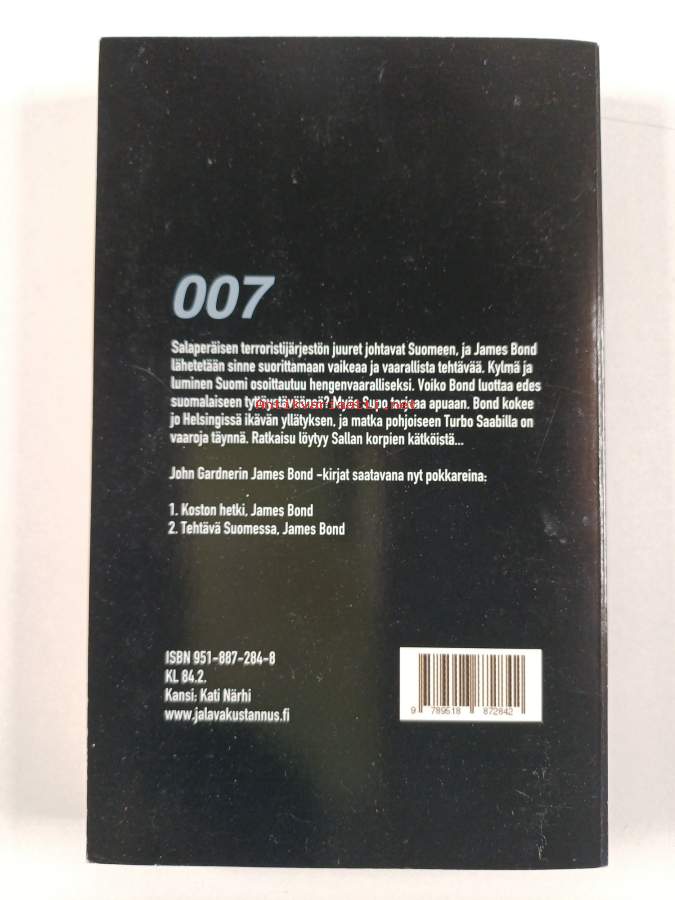 007
Salaperäisen terroristijärjestön juuret johtavat Suomeen, ja James Bond
lähetetään sinne suorittamaan vaikeaa ja vaarallista tehtävää. Kylmä ja
luminen Suomi osoittautuu hengenvaaralliseksi. Voiko Bond luottaa edes
suomalaiseen tyttöystäväänsä? Myös Supo tarjoaa apuaan. Bond kokee
jo Helsingissä ikävän yllätyksen, ja matka pohjoiseen Turbo Saabilla on
vaaroja täynnä. Ratkaisu löytyy Sallan korpien kätköistä...
John Gardnerin James Bond -kirjat saatavana nyt pokkareina:
1. Koston hetki, James Bond
2. Tehtävä Suomessa, James Bond
ISBN 951-887-284-8
KL 84.2.
Kansi: Kati Närhi
www.jalavakustannus.fi
9 789518 872842